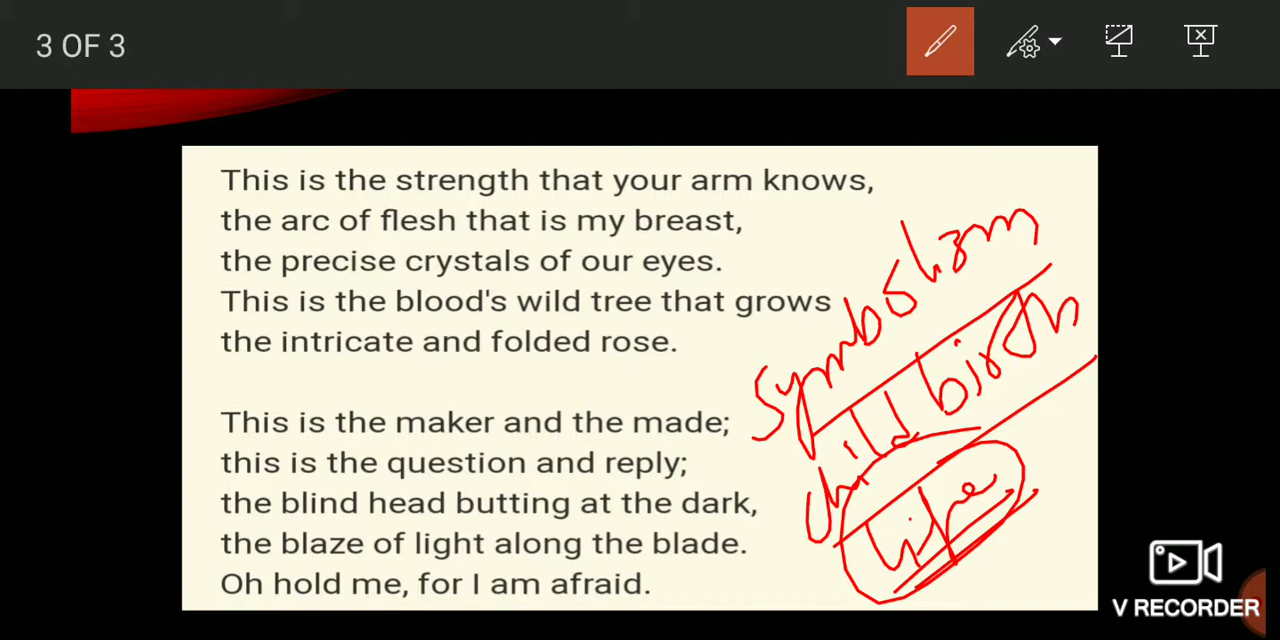 3 OF 3
This is the strength that your arm knows,
the arc of flesh that is my breast,
the precise crystals of our eyes.
This is the blood's wild tree that grows
the intricate and folded rose.
This is the maker and the made;
this is the question and reply;
the blind head butting at the dark,
the blaze of light along the blade.
Oh hold me, for I am afraid.
Symbolism
Child birth
Life
V RECORDER